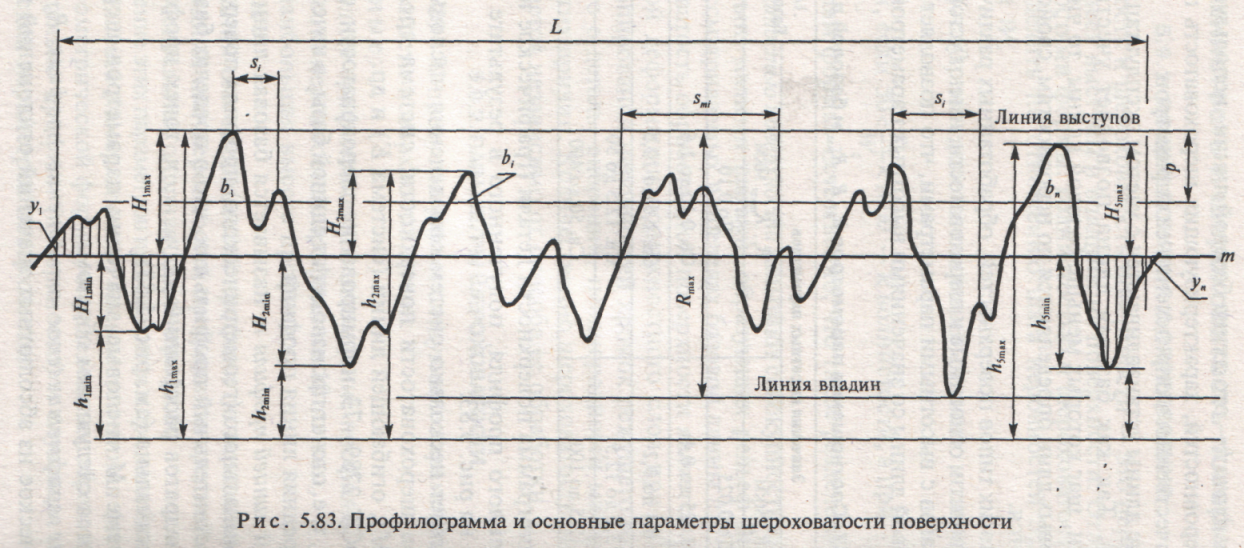 L
s_i
s_mi
s_i
Линия выступов
y_1
H_1max
b_1
H_2max
b_i
b_n
H_5max
p
m
H_1min
H_2min
h_2max
R_max
h_5min
y_n
h_1min
h_1max
h_2min
Линия впадин
h_5max
Рис. 5.83. Профилограмма и основные параметры шероховатости поверхности